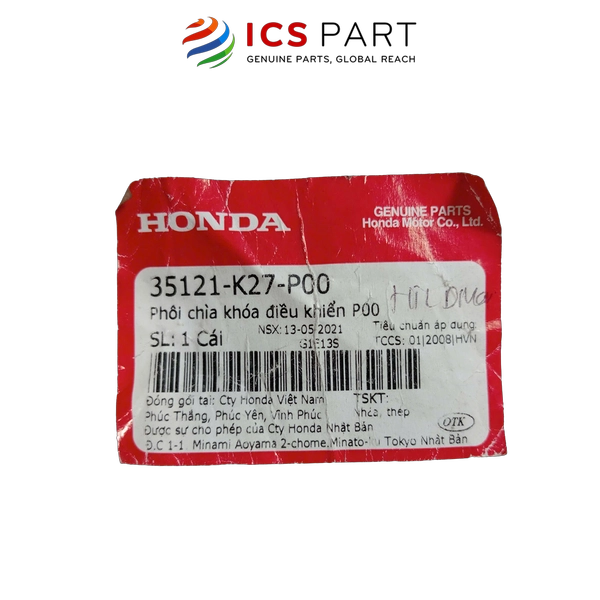 ICS PART
GENUINE PARTS, GLOBAL REACH
HONDA
GENUINE PARTS
Honda Motor Co., Ltd.
35121-K27-P00
Phôi chìa khóa điều khiển P00
SL: 1 Cái
NSX: 13-05|2021
G1E13S
Tiêu chuẩn áp dụng
TCCS: 01|2008|HVN
Đóng gói tại: Cty Honda Việt Nam
TSKT:
Phúc Thắng, Phúc Yên, Vĩnh Phúc
Nhựa, thép
Được sự cho phép của Cty Honda Nhật Bản
Đ.C 1-1 Minami Aoyama 2-chome, Minato-ku Tokyo Nhật Bản
OTK